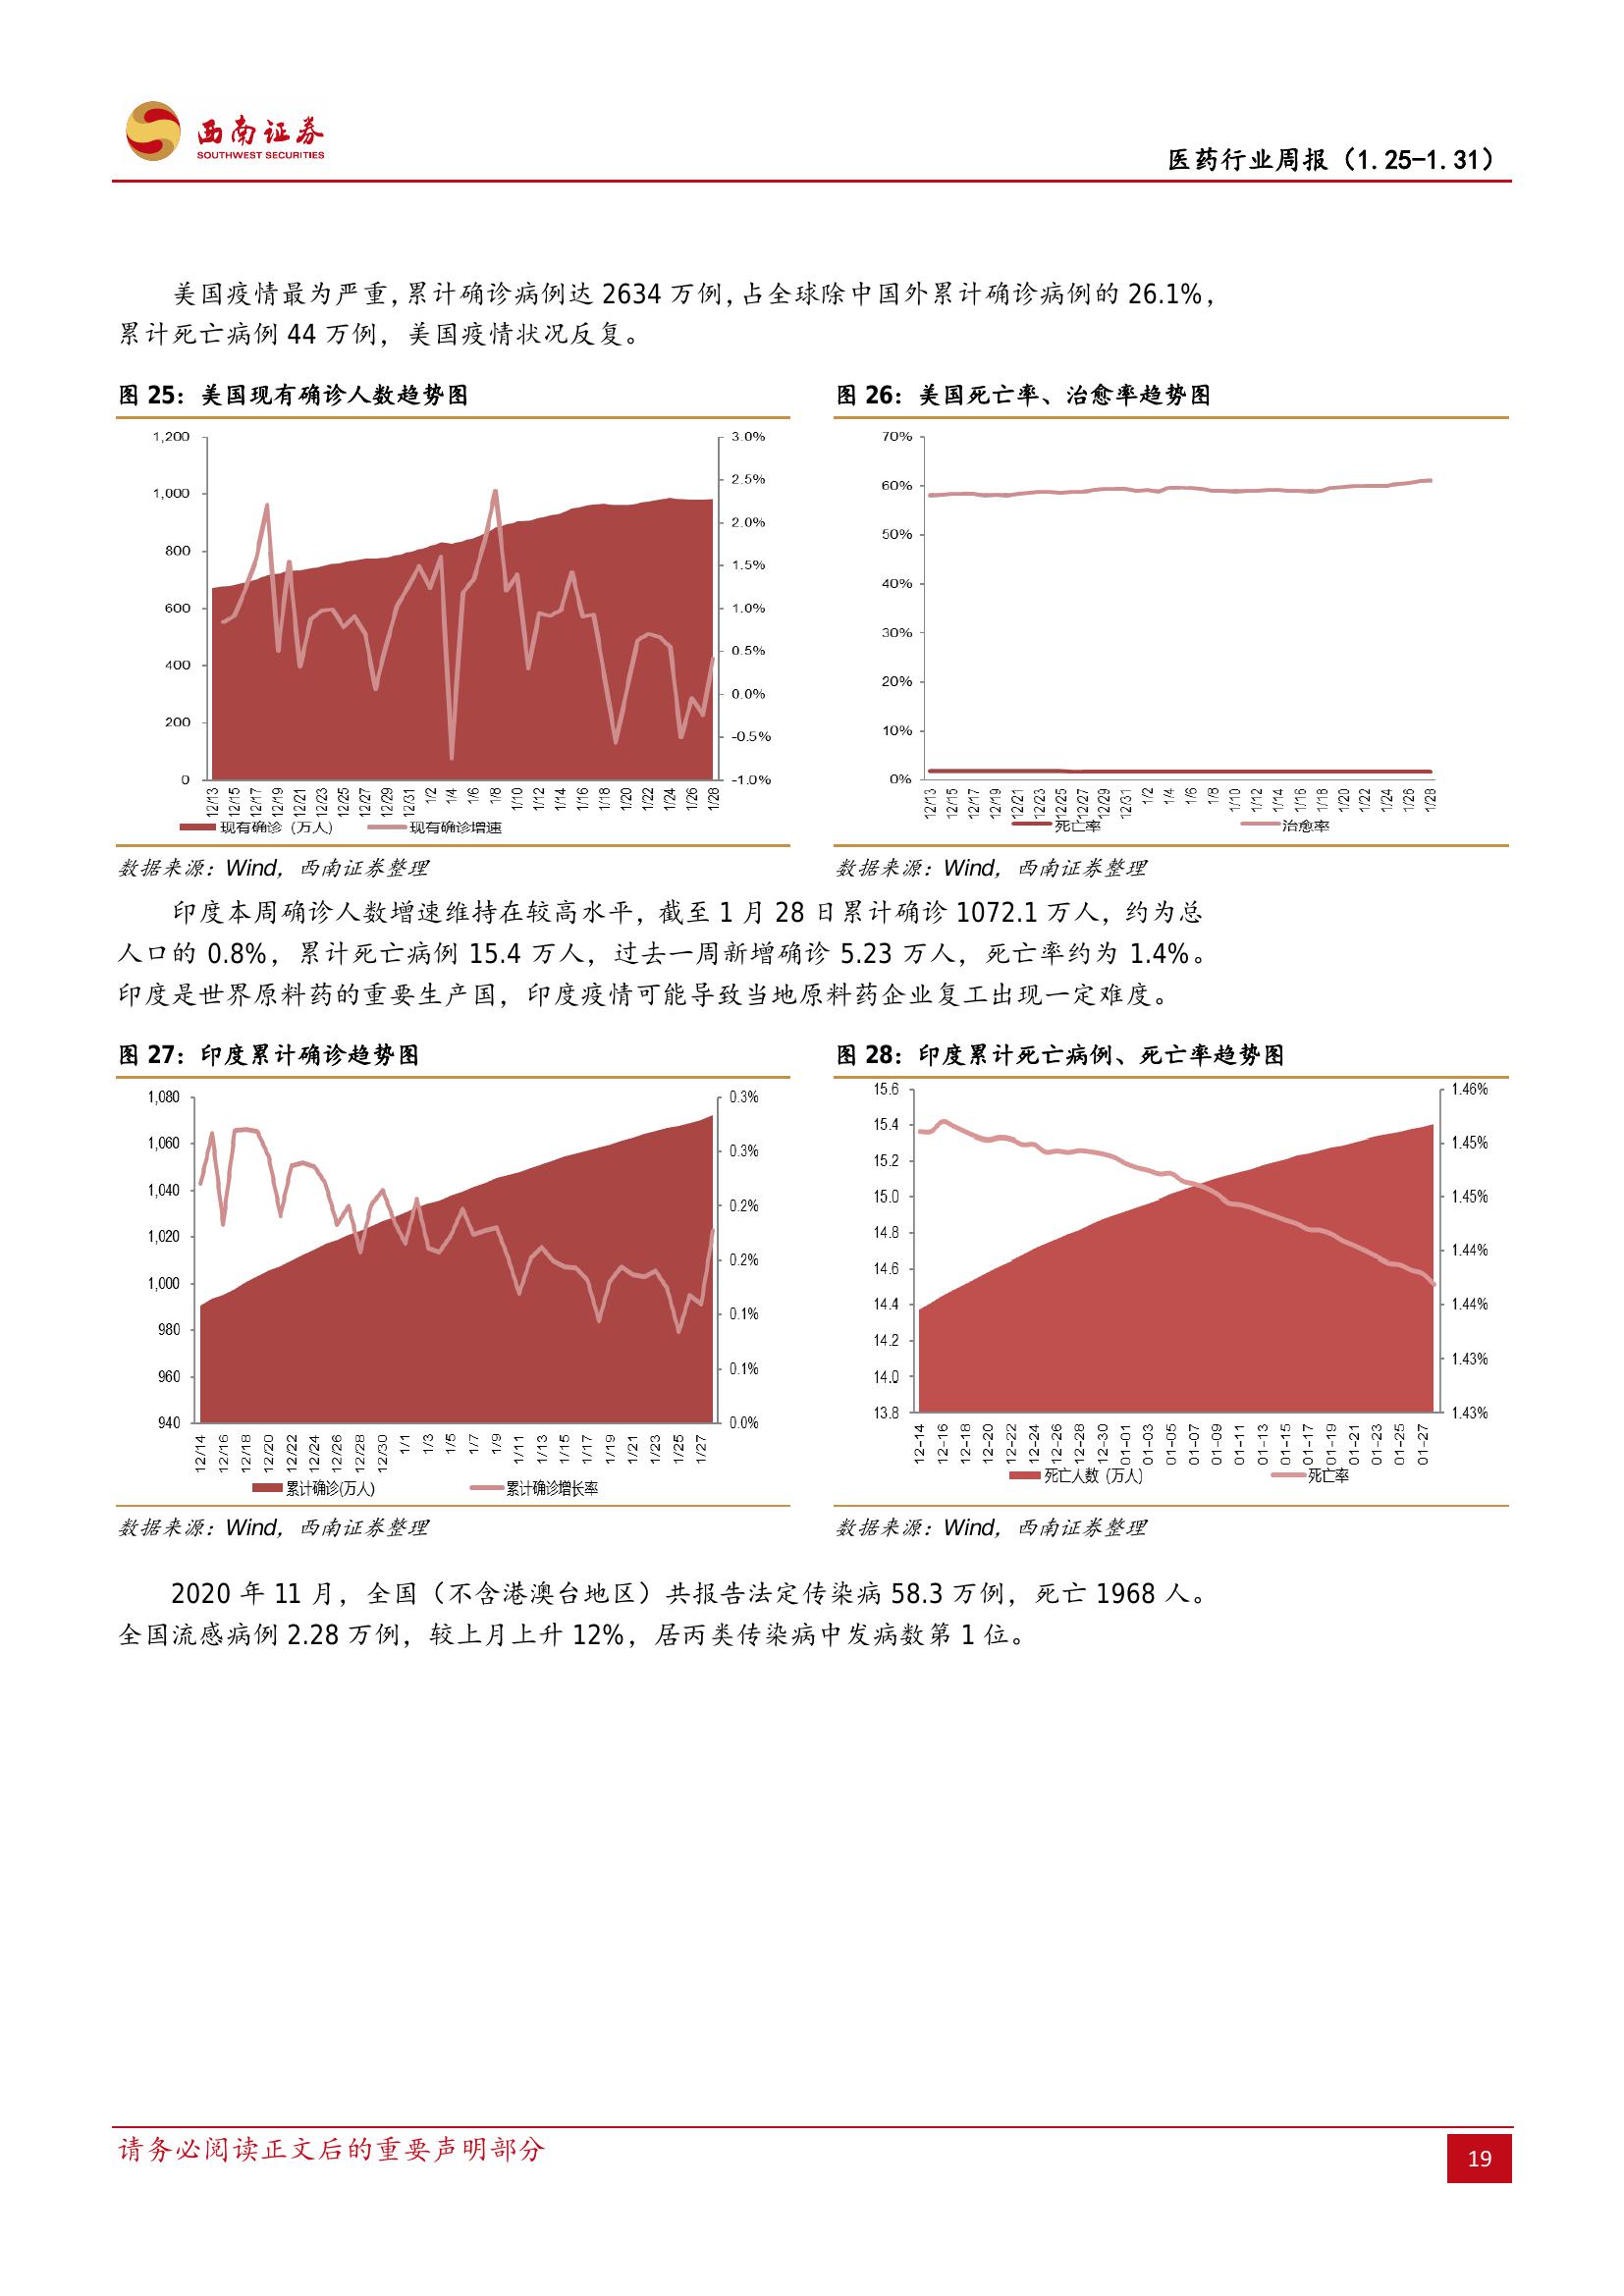 西南证券
SOUTHWEST SECURITIES
医药行业周报（1.25-1.31）
美国疫情最为严重，累计确诊病例达 2634 万例，占全球除中国外累计确诊病例的 26.1%，
累计死亡病例 44 万例，美国疫情状况反复。
图 25：美国现有确诊人数趋势图
1,200
1,000
800
600
400
200
0
3.0%
2.5%
2.0%
1.5%
1.0%
0.5%
0.0%
-0.5%
-1.0%
12/13 12/15 12/17 12/19 12/21 12/23 12/25 12/27 12/29 12/31 1/2 1/4 1/6 1/8 1/10 1/12 1/14 1/16 1/18 1/20 1/22 1/24 1/26 1/28
现有确诊（万人） 现有确诊增速
数据来源：Wind，西南证券整理
图 26：美国死亡率、治愈率趋势图
70%
60%
50%
40%
30%
20%
10%
0%
12/13 12/15 12/17 12/19 12/21 12/23 12/25 12/27 12/29 12/31 1/2 1/4 1/6 1/8 1/10 1/12 1/14 1/16 1/18 1/20 1/22 1/24 1/26 1/28
死亡率 治愈率
数据来源：Wind，西南证券整理
印度本周确诊人数增速维持在较高水平，截至 1 月 28 日累计确诊 1072.1 万人，约为总
人口的 0.8%，累计死亡病例 15.4 万人，过去一周新增确诊 5.23 万人，死亡率约为 1.4%。
印度是世界原料药的重要生产国，印度疫情可能导致当地原料药企业复工出现一定难度。
图 27：印度累计确诊趋势图
1,080
1,060
1,040
1,020
1,000
980
960
940
0.3%
0.3%
0.2%
0.2%
0.1%
0.1%
0.0%
12/14 12/16 12/18 12/20 12/22 12/24 12/26 12/28 12/30 1/1 1/3 1/5 1/7 1/9 1/11 1/13 1/15 1/17 1/19 1/21 1/23 1/25 1/27
累计确诊(万人) 累计确诊增长率
数据来源：Wind，西南证券整理
图 28：印度累计死亡病例、死亡率趋势图
15.6
15.4
15.2
15.0
14.8
14.6
14.4
14.2
14.0
13.8
1.46%
1.45%
1.45%
1.44%
1.44%
1.43%
1.43%
12-14 12-16 12-18 12-20 12-22 12-24 12-26 12-28 12-30 01-01 01-03 01-05 01-07 01-09 01-11 01-13 01-15 01-17 01-19 01-21 01-23 01-25 01-27
死亡人数（万人） 死亡率
数据来源：Wind，西南证券整理
2020 年 11 月，全国（不含港澳台地区）共报告法定传染病 58.3 万例，死亡 1968 人。
全国流感病例 2.28 万例，较上月上升 12%，居丙类传染病中发病数第 1 位。
请务必阅读正文后的重要声明部分
19